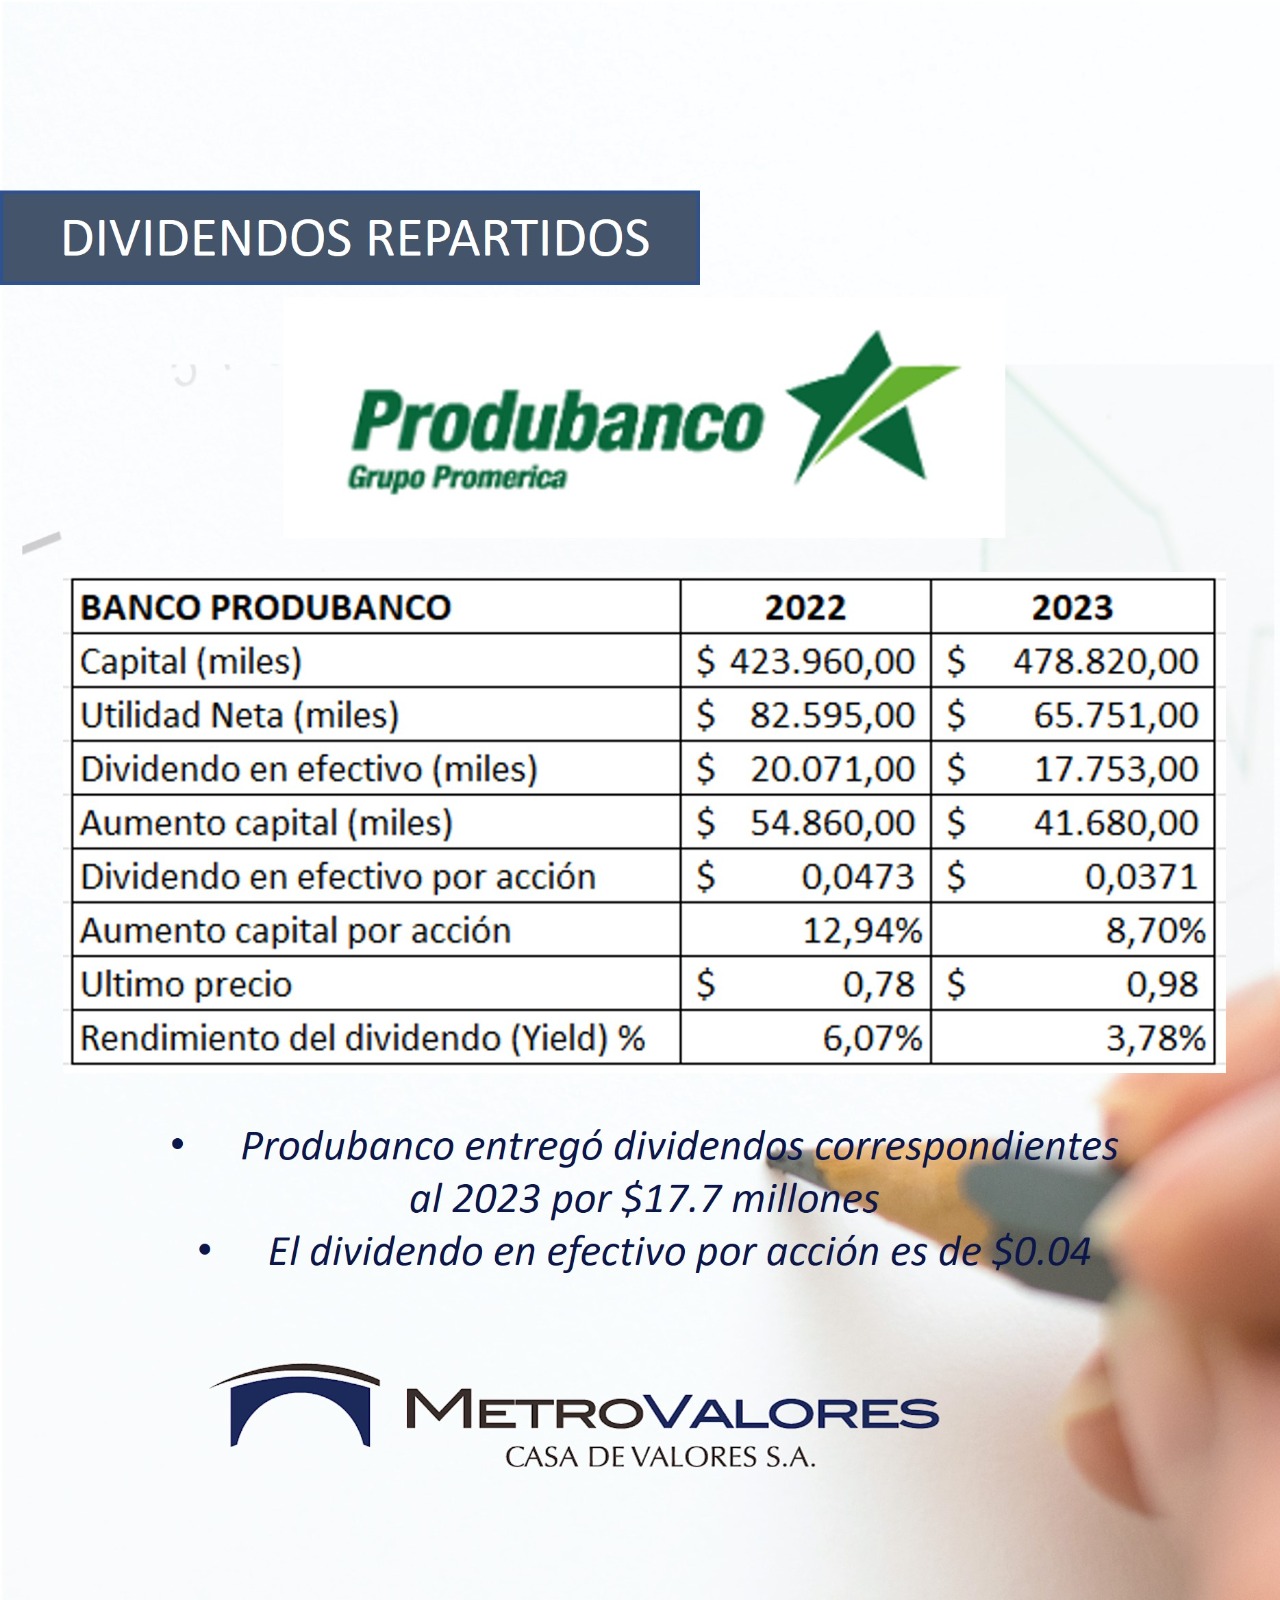 DIVIDENDOS REPARTIDOS
Produbanco
Grupo Promerica
BANCO PRODUBANCO 2022 2023
Capital (miles) $ 423.960,00 $ 478.820,00
Utilidad Neta (miles) $ 82.595,00 $ 65.751,00
Dividendo en efectivo (miles) $ 20.071,00 $ 17.753,00
Aumento capital (miles) $ 54.860,00 $ 41.680,00
Dividendo en efectivo por acción $ 0,0473 $ 0,0371
Aumento capital por acción 12,94% 8,70%
Ultimo precio $ 0,78 $ 0,98
Rendimiento del dividendo (Yield) % 6,07% 3,78%
• Produbanco entregó dividendos correspondientes
al 2023 por $17.7 millones
• El dividendo en efectivo por acción es de $0.04
METROVALORES
CASA DE VALORES S.A.